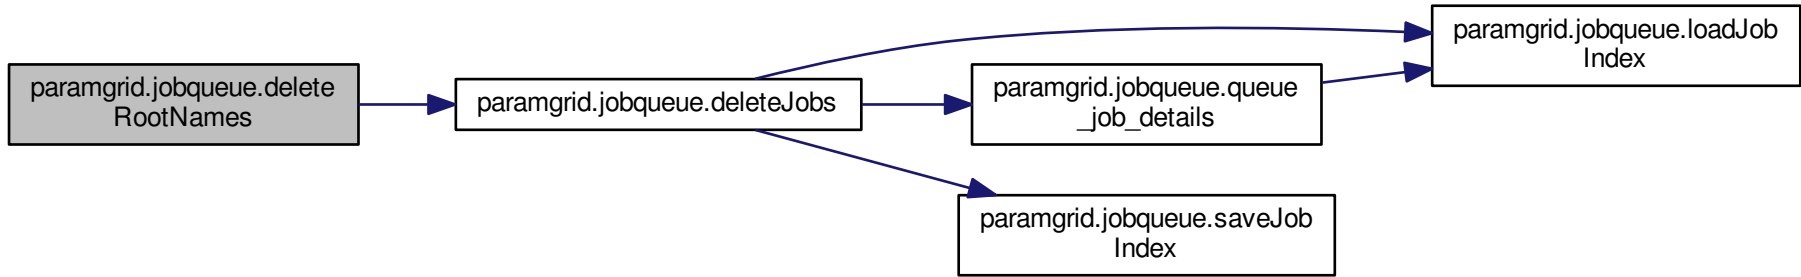 paramgrid.jobqueue.delete
RootNames
paramgrid.jobqueue.deleteJobs
paramgrid.jobqueue.queue
_job_details
paramgrid.jobqueue.loadJob
Index
paramgrid.jobqueue.saveJob
Index